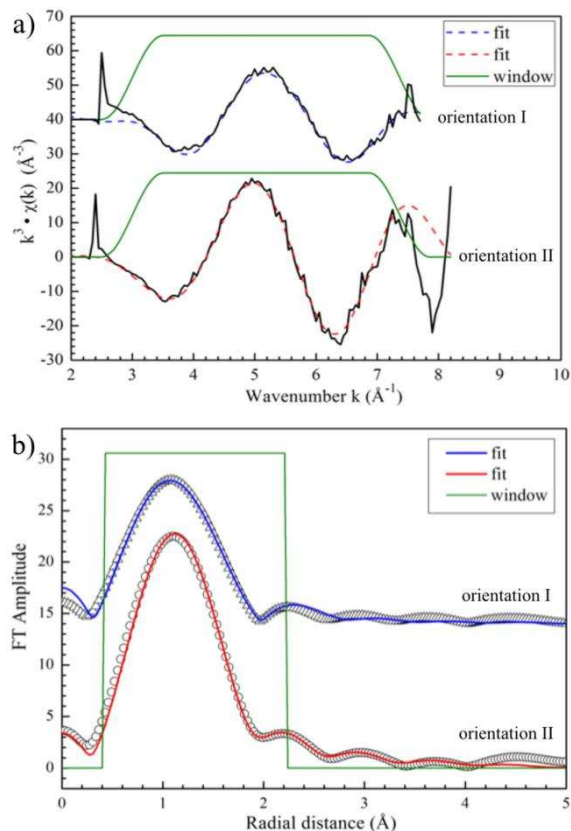 a)
70
60
50
40
30
20
10
0
-10
-20
-30
k³ • χ(k) (Å⁻³)
fit
fit
window
orientation I
orientation II
2 3 4 5 6 7 8 9 10
Wavenumber k (Å⁻¹)
b)
30
25
20
15
10
5
0
FT Amplitude
fit
fit
window
orientation I
orientation II
0 1 2 3 4 5
Radial distance (Å)